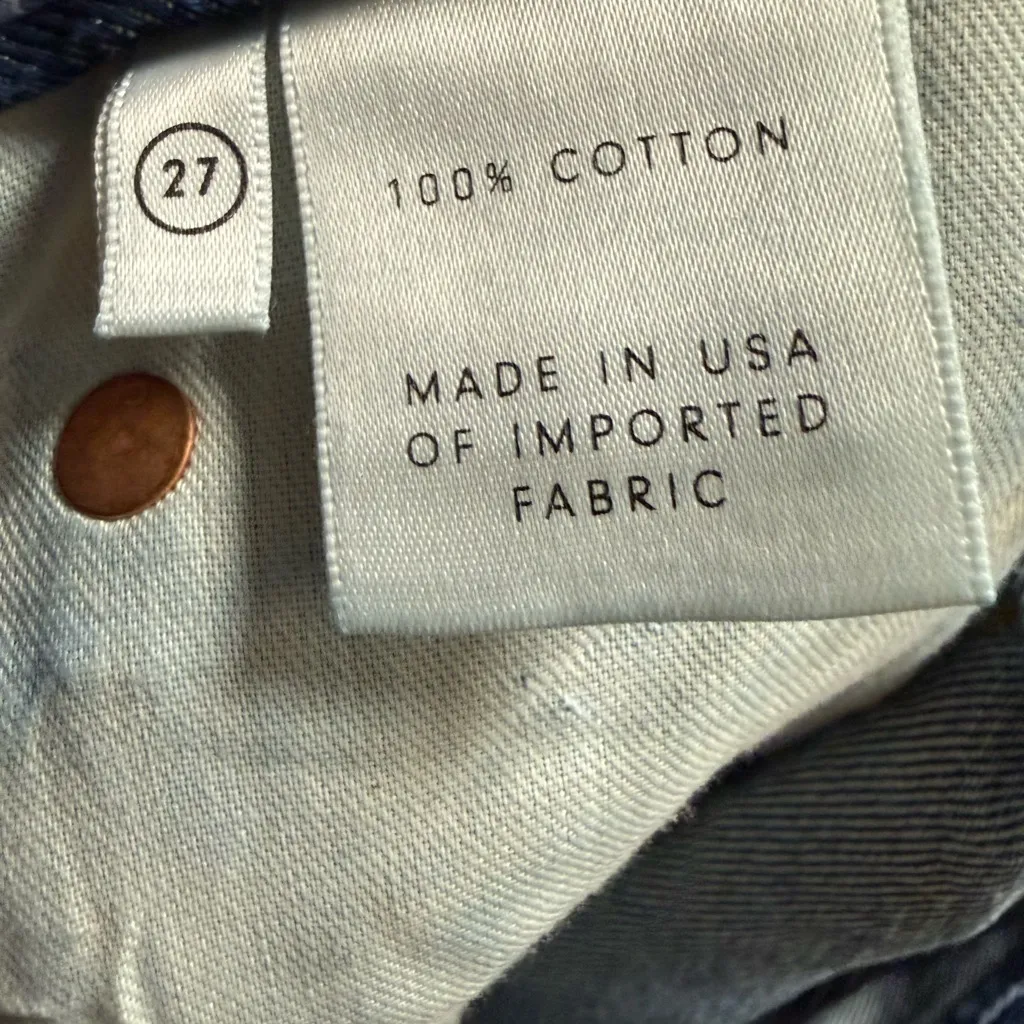 27
100% COTTON
MADE IN USA
OF IMPORTED
FABRIC